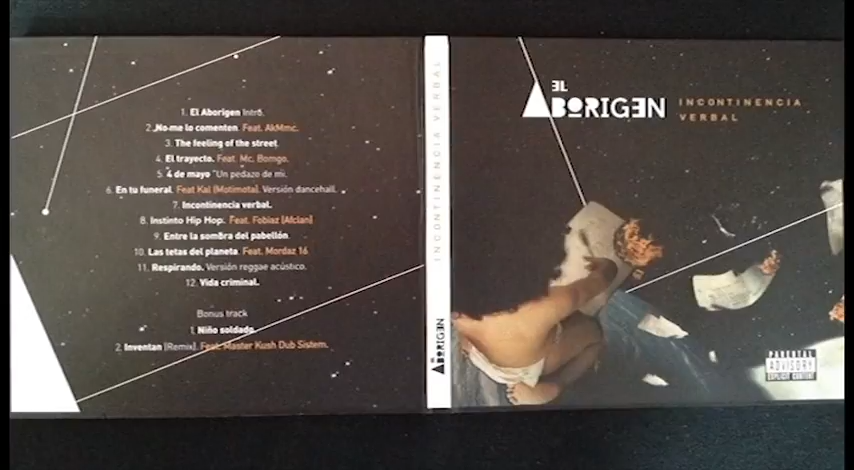 1. El Aborigen Intro.
2. No me lo comenten. Feat. AkMmc.
3. The feeling of the street.
4. El trayecto. Feat. Mc. Bomgo.
5. 4 de mayo "Un pedazo de mi.
6. En tu funeral. Feat Kal (Motimota). Versión dancehall.
7. Incontinencia verbal.
8. Instinto Hip Hop. Feat. Fobiaz (Afclan)
9. Entre la sombra del pabellón.
10. Las tetas del planeta. Feat. Mordaz 16
11. Respirando. Versión reggae acústico.
12. Vida criminal.
Bonus track
1. Niño soldado.
2. Inventan (Remix). Feat. Master Kush Dub Sistem.
INCONTINENCIA VERBAL
EL ABORIGEN
EL
ABORIGEN
INCONTINENCIA
VERBAL
PARENTAL
ADVISORY
EXPLICIT CONTENT